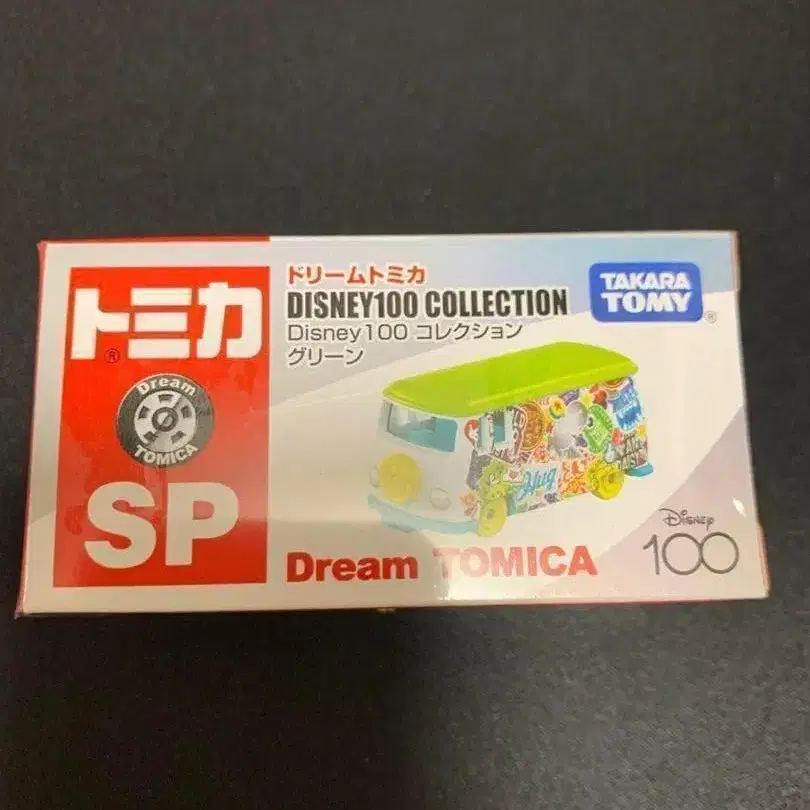 トミカ
®
Dream
TOMICA
SP
ドリームトミカ
DISNEY100 COLLECTION
Disney100 コレクション
グリーン
TAKARA
TOMY
®
Hug
Dream TOMICA
Disney
100